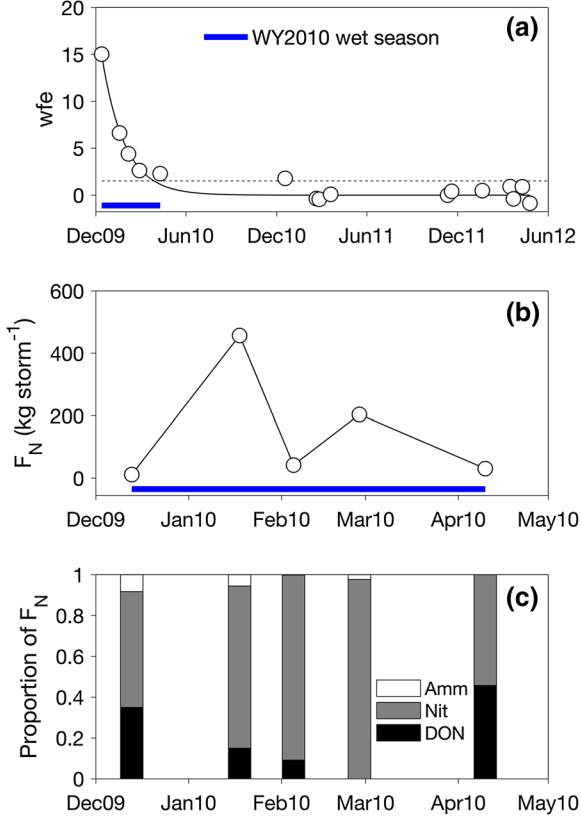 20
(a)
WY2010 wet season
15
10
wfe
5
0
Dec09 Jun10 Dec10 Jun11 Dec11 Jun12
600
(b)
400
F_N (kg storm^-1)
200
0
Dec09 Jan10 Feb10 Mar10 Apr10 May10
1
(c)
0.8
0.6
Proportion of F_N
Amm
0.4
Nit
0.2
DON
0
Dec09 Jan10 Feb10 Mar10 Apr10 May10